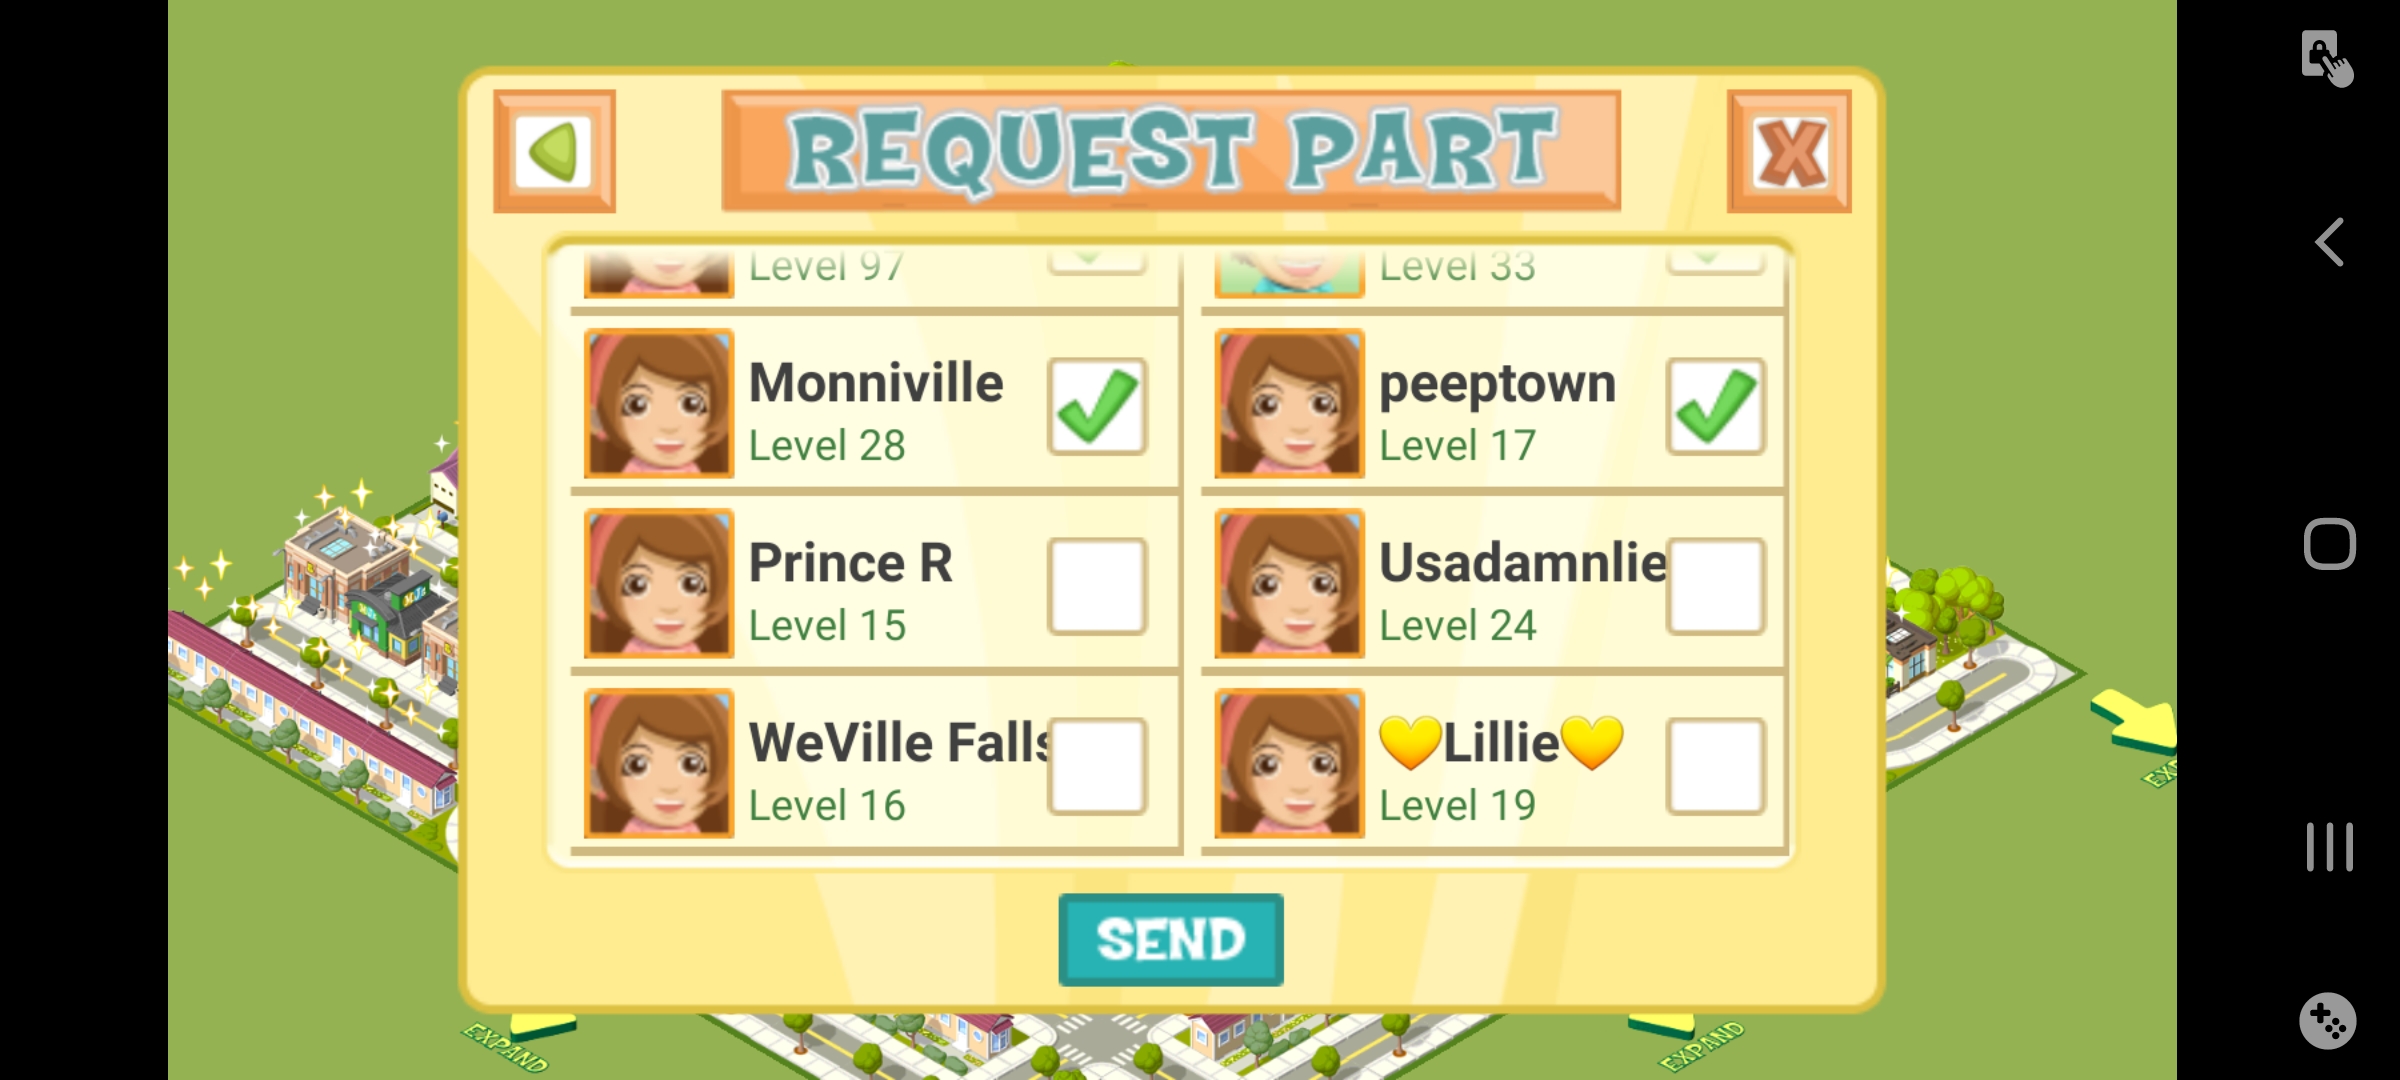 REQUEST PART
Level 97
Level 33
Monniville
Level 28
peeptown
Level 17
Prince R
Level 15
Usadamnlie
Level 24
WeVille Falls
Level 16
💛Lillie💛
Level 19
SEND
EXPAND
EXPAND
EXP